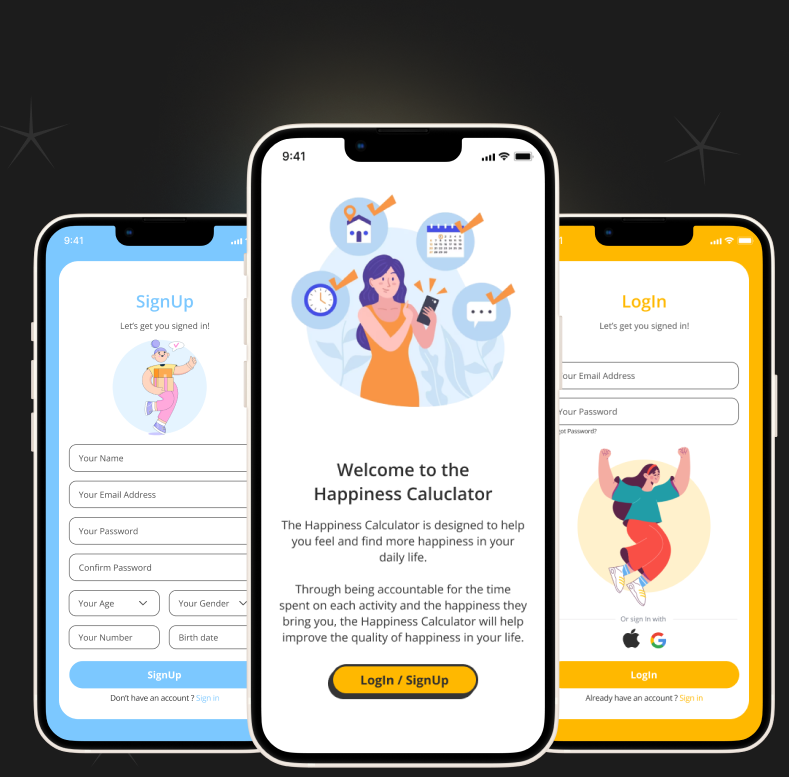 9:41
SignUp
Let's get you signed in!
Your Name
Your Email Address
Your Password
Confirm Password
Your Age
Your Gender
Your Number
Birth date
SignUp
Don't have an account ? Sign in
9:41
Welcome to the
Happiness Caluclator
The Happiness Calculator is designed to help
you feel and find more happiness in your
daily life.
Through being accountable for the time
spent on each activity and the happiness they
bring you, the Happiness Calculator will help
improve the quality of happiness in your life.
LogIn / SignUp
LogIn
Let's get you signed in!
Email Address
Your Password
Password?
Or sign In with
LogIn
Already have an account ? Sign in